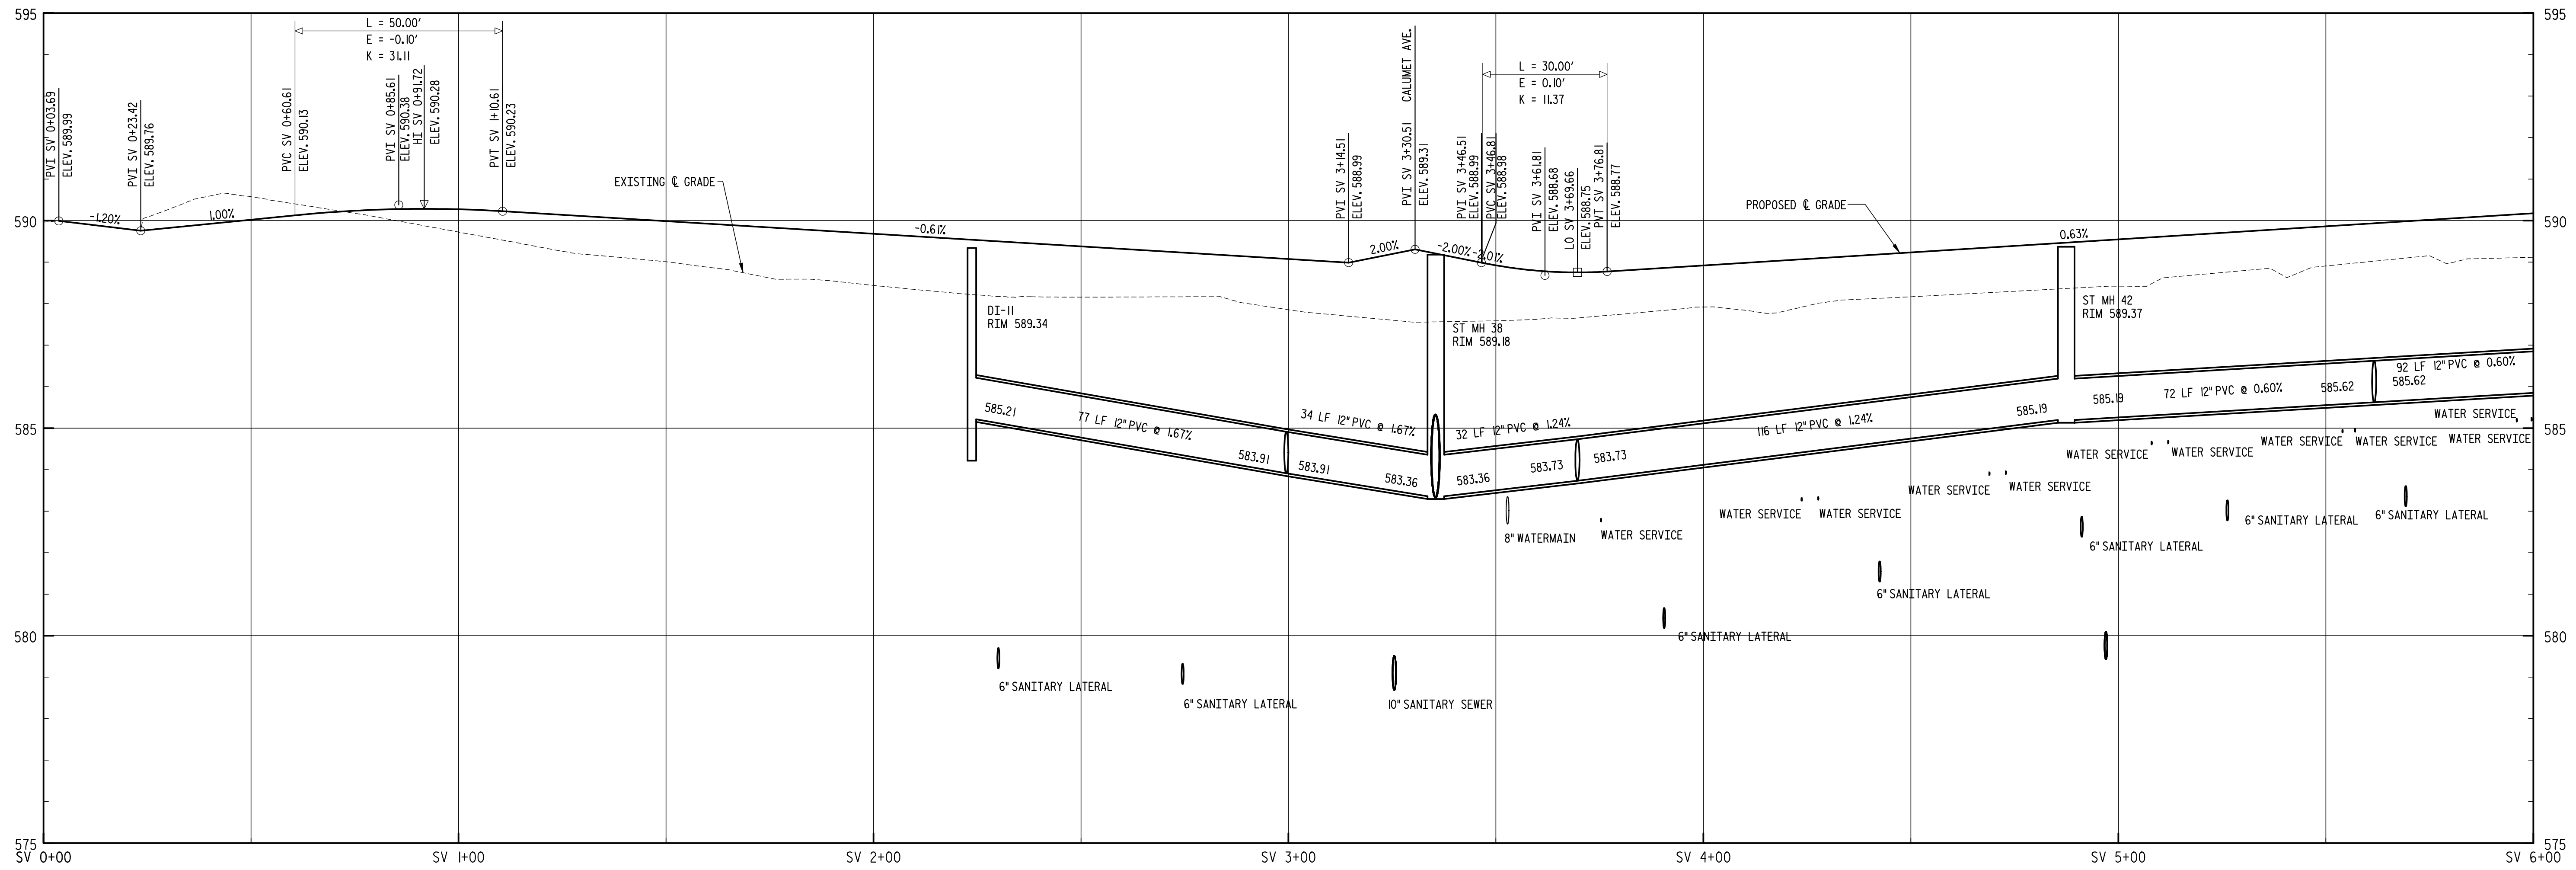 595
595
L = 50.00'
E = -0.10'
K = 31.11
L = 30.00'
E = 0.10'
K = 11.37
PVI SV 0+03.69
ELEV. 589.99
PVI SV 0+23.42
ELEV. 589.76
PVC SV 0+60.61
ELEV. 590.13
PVI SV 0+85.61
ELEV. 590.38
HI SV 0+91.72
ELEV. 590.28
PVT SV 1+10.61
ELEV. 590.23
PVI SV 3+14.51
ELEV. 588.99
PVI SV 3+30.51 CALUMET AVE.
ELEV. 589.31
PVI SV 3+46.51
ELEV. 588.99
PVC SV 3+46.81
ELEV. 588.98
PVI SV 3+61.81
ELEV. 588.68
LO SV 3+69.66
ELEV. 588.75
PVT SV 3+76.81
ELEV. 588.77
EXISTING ℄ GRADE
PROPOSED ℄ GRADE
590
-1.20%
1.00%
-0.61%
2.00%
-2.00%
-2.01%
0.63%
590
DI-11
RIM 589.34
ST MH 38
RIM 589.18
ST MH 42
RIM 589.37
585.21
77 LF 12" PVC @ 1.67%
583.91
583.91
34 LF 12" PVC @ 1.67%
583.36
583.36
32 LF 12" PVC @ 1.24%
583.73
583.73
116 LF 12" PVC @ 1.24%
585.19
585.19
72 LF 12" PVC @ 0.60%
585.62
585.62
92 LF 12" PVC @ 0.60%
585
585
8" WATERMAIN
WATER SERVICE
WATER SERVICE
WATER SERVICE
WATER SERVICE
WATER SERVICE
WATER SERVICE
WATER SERVICE
WATER SERVICE
WATER SERVICE
WATER SERVICE
WATER SERVICE
6" SANITARY LATERAL
6" SANITARY LATERAL
10" SANITARY SEWER
6" SANITARY LATERAL
6" SANITARY LATERAL
6" SANITARY LATERAL
6" SANITARY LATERAL
6" SANITARY LATERAL
580
580
575
575
SV 0+00
SV 1+00
SV 2+00
SV 3+00
SV 4+00
SV 5+00
SV 6+00